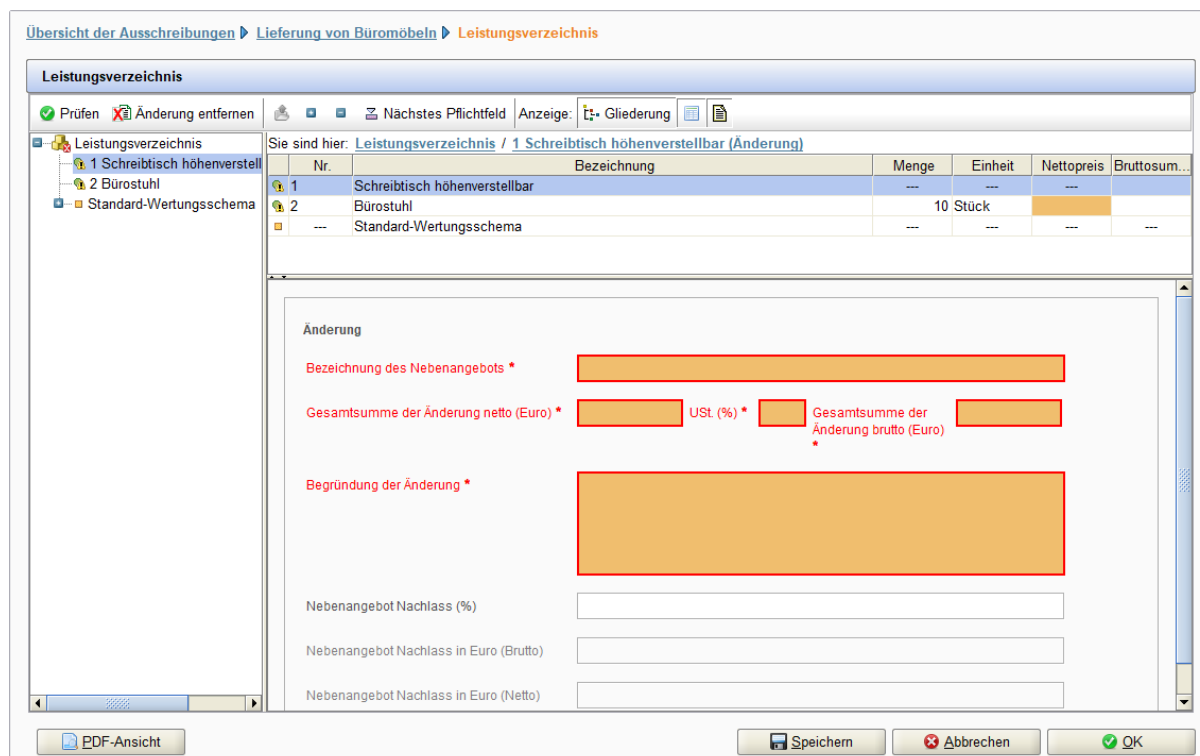 Übersicht der Ausschreibungen Lieferung von Büromöbeln Leistungsverzeichnis
Leistungsverzeichnis
Prüfen Änderung entfernen Nächstes Pflichtfeld Anzeige: Gliederung
Leistungsverzeichnis
1 Schreibtisch höhenverstell
2 Bürostuhl
Standard-Wertungsschema
Sie sind hier: Leistungsverzeichnis / 1 Schreibtisch höhenverstellbar (Änderung)
Nr. Bezeichnung Menge Einheit Nettopreis Bruttosum...
1 Schreibtisch höhenverstellbar --- --- ---
2 Bürostuhl 10 Stück
--- Standard-Wertungsschema --- --- --- ---
Änderung
Bezeichnung des Nebenangebots *
Gesamtsumme der Änderung netto (Euro) * USt. (%) * Gesamtsumme der
Änderung brutto (Euro)
*
Begründung der Änderung *
Nebenangebot Nachlass (%)
Nebenangebot Nachlass in Euro (Brutto)
Nebenangebot Nachlass in Euro (Netto)
PDF-Ansicht Speichern Abbrechen OK